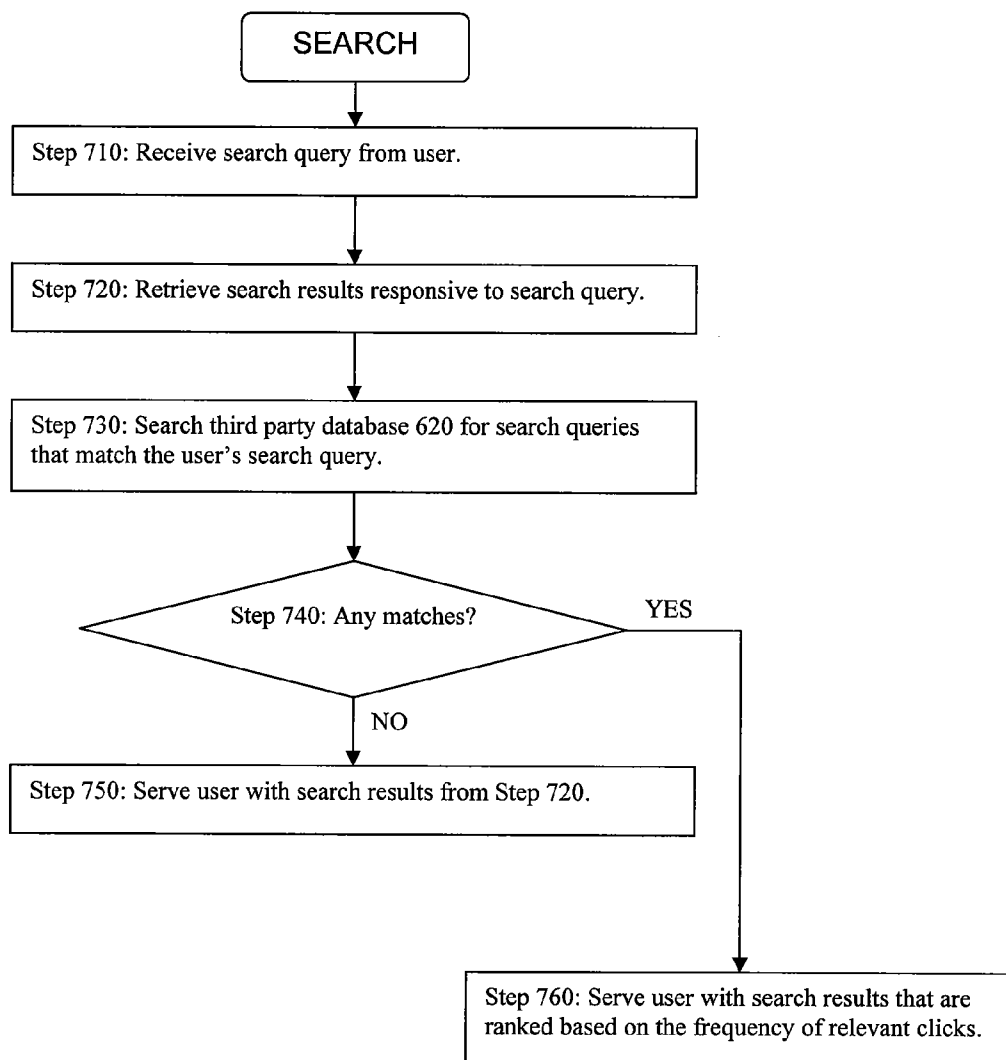 SEARCH
Step 710: Receive search query from user.
Step 720: Retrieve search results responsive to search query.
Step 730: Search third party database 620 for search queries
that match the user's search query.
Step 740: Any matches?
YES
NO
Step 750: Serve user with search results from Step 720.
Step 760: Serve user with search results that are
ranked based on the frequency of relevant clicks.